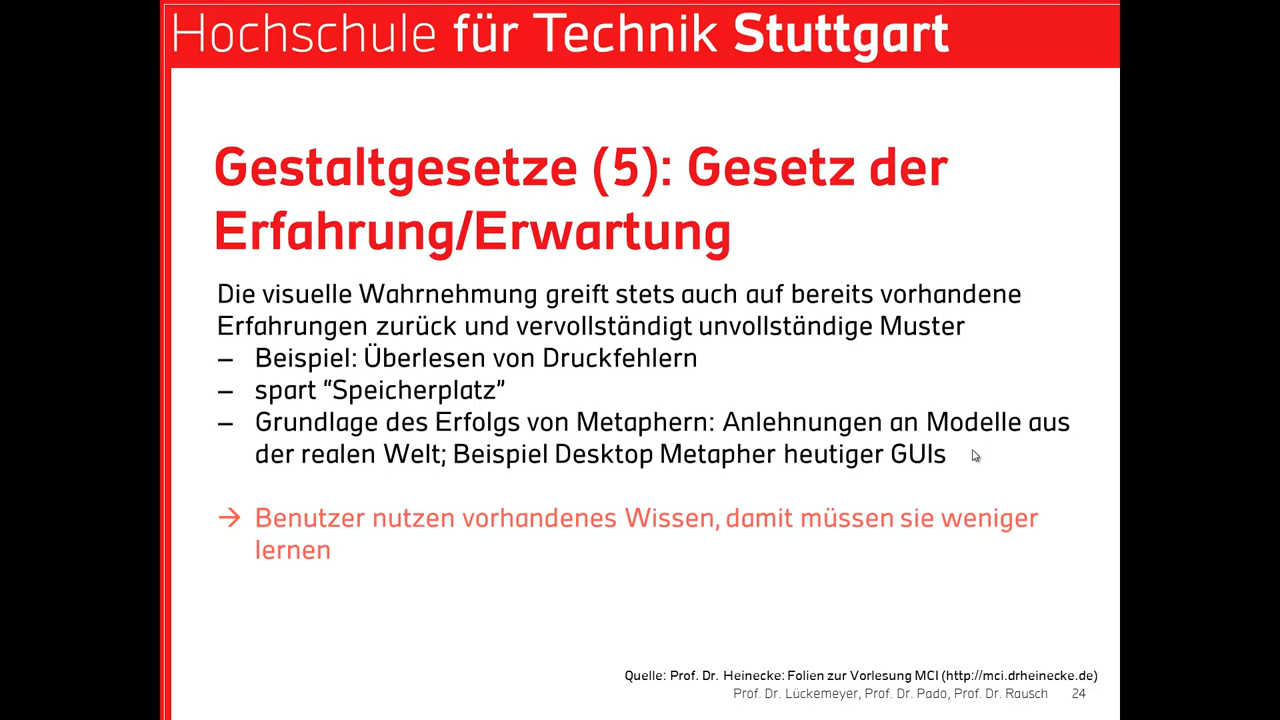 Hochschule für Technik Stuttgart
Gestaltgesetze (5): Gesetz der
Erfahrung/Erwartung
Die visuelle Wahrnehmung greift stets auch auf bereits vorhandene
Erfahrungen zurück und vervollständigt unvollständige Muster
– Beispiel: Überlesen von Druckfehlern
– spart “Speicherplatz”
– Grundlage des Erfolgs von Metaphern: Anlehnungen an Modelle aus
der realen Welt; Beispiel Desktop Metapher heutiger GUIs
→ Benutzer nutzen vorhandenes Wissen, damit müssen sie weniger
lernen
Quelle: Prof. Dr. Heinecke: Folien zur Vorlesung MCI (http://mci.drheinecke.de)
Prof. Dr. Lückemeyer, Prof. Dr. Pado, Prof. Dr. Rausch 24